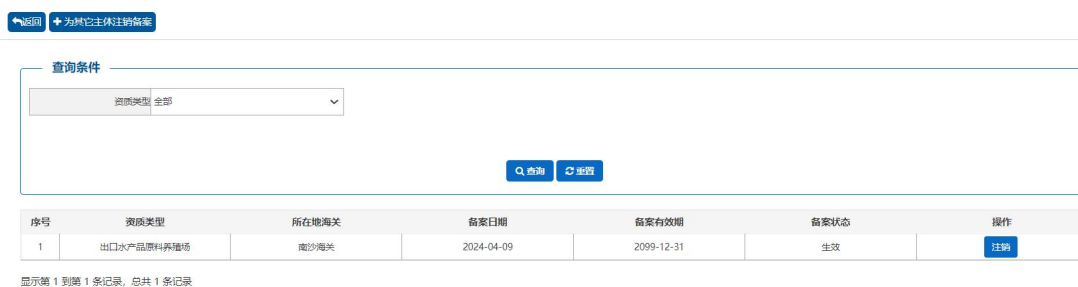 返回 为其它主体注销备案
查询条件
资质类型 全部
查询 重置
序号 资质类型 所在地海关 备案日期 备案有效期 备案状态 操作
1 出口水产品原料养殖场 南沙海关 2024-04-09 2099-12-31 生效 注销
显示第 1 到第 1 条记录，总共 1 条记录